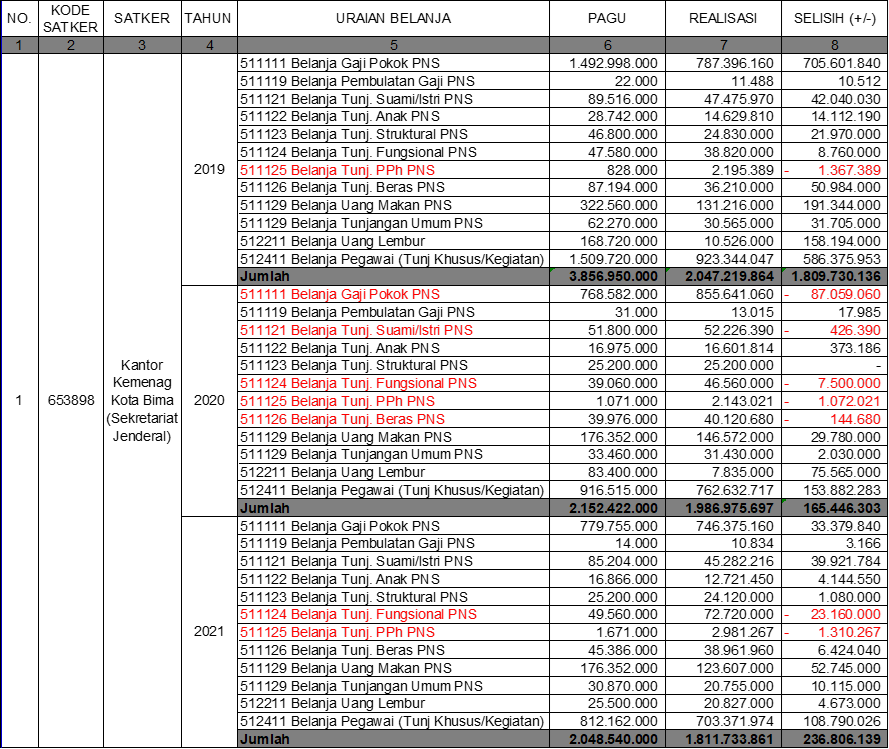 NO. KODE SATKER SATKER TAHUN URAIAN BELANJA PAGU REALISASI SELISIH (+/-)
1 2 3 4 5 6 7 8
1 653898 Kantor Kemenag Kota Bima (Sekretariat Jenderal)
2019
511111 Belanja Gaji Pokok PNS 1.492.998.000 787.396.160 705.601.840
511119 Belanja Pembulatan Gaji PNS 22.000 11.488 10.512
511121 Belanja Tunj. Suami/Istri PNS 89.516.000 47.475.970 42.040.030
511122 Belanja Tunj. Anak PNS 28.742.000 14.629.810 14.112.190
511123 Belanja Tunj. Struktural PNS 46.800.000 24.830.000 21.970.000
511124 Belanja Tunj. Fungsional PNS 47.580.000 38.820.000 8.760.000
511125 Belanja Tunj. PPh PNS 828.000 2.195.389 - 1.367.389
511126 Belanja Tunj. Beras PNS 87.194.000 36.210.000 50.984.000
511129 Belanja Uang Makan PNS 322.560.000 131.216.000 191.344.000
511129 Belanja Tunjangan Umum PNS 62.270.000 30.565.000 31.705.000
512211 Belanja Uang Lembur 168.720.000 10.526.000 158.194.000
512411 Belanja Pegawai (Tunj Khusus/Kegiatan) 1.509.720.000 923.344.047 586.375.953
Jumlah 3.856.950.000 2.047.219.864 1.809.730.136
2020
511111 Belanja Gaji Pokok PNS 768.582.000 855.641.060 - 87.059.060
511119 Belanja Pembulatan Gaji PNS 31.000 13.015 17.985
511121 Belanja Tunj. Suami/Istri PNS 51.800.000 52.226.390 - 426.390
511122 Belanja Tunj. Anak PNS 16.975.000 16.601.814 373.186
511123 Belanja Tunj. Struktural PNS 25.200.000 25.200.000 -
511124 Belanja Tunj. Fungsional PNS 39.060.000 46.560.000 - 7.500.000
511125 Belanja Tunj. PPh PNS 1.071.000 2.143.021 - 1.072.021
511126 Belanja Tunj. Beras PNS 39.976.000 40.120.680 - 144.680
511129 Belanja Uang Makan PNS 176.352.000 146.572.000 29.780.000
511129 Belanja Tunjangan Umum PNS 33.460.000 31.430.000 2.030.000
512211 Belanja Uang Lembur 83.400.000 7.835.000 75.565.000
512411 Belanja Pegawai (Tunj Khusus/Kegiatan) 916.515.000 762.632.717 153.882.283
Jumlah 2.152.422.000 1.986.975.697 165.446.303
2021
511111 Belanja Gaji Pokok PNS 779.755.000 746.375.160 33.379.840
511119 Belanja Pembulatan Gaji PNS 14.000 10.834 3.166
511121 Belanja Tunj. Suami/Istri PNS 85.204.000 45.282.216 39.921.784
511122 Belanja Tunj. Anak PNS 16.866.000 12.721.450 4.144.550
511123 Belanja Tunj. Struktural PNS 25.200.000 24.120.000 1.080.000
511124 Belanja Tunj. Fungsional PNS 49.560.000 72.720.000 - 23.160.000
511125 Belanja Tunj. PPh PNS 1.671.000 2.981.267 - 1.310.267
511126 Belanja Tunj. Beras PNS 45.386.000 38.961.960 6.424.040
511129 Belanja Uang Makan PNS 176.352.000 123.607.000 52.745.000
511129 Belanja Tunjangan Umum PNS 30.870.000 20.755.000 10.115.000
512211 Belanja Uang Lembur 25.500.000 20.827.000 4.673.000
512411 Belanja Pegawai (Tunj Khusus/Kegiatan) 812.162.000 703.371.974 108.790.026
Jumlah 2.048.540.000 1.811.733.861 236.806.139